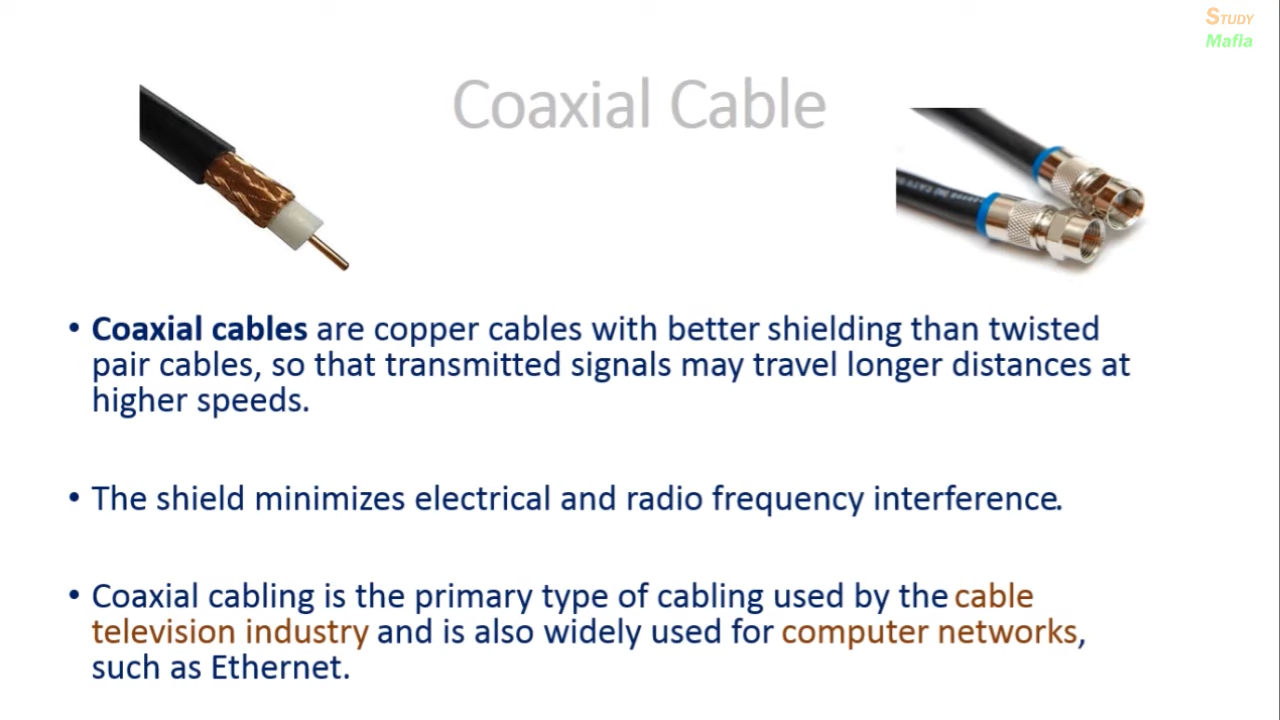 STUDY
Mafia
Coaxial Cable
• Coaxial cables are copper cables with better shielding than twisted
pair cables, so that transmitted signals may travel longer distances at
higher speeds.
• The shield minimizes electrical and radio frequency interference.
• Coaxial cabling is the primary type of cabling used by the cable
television industry and is also widely used for computer networks,
such as Ethernet.